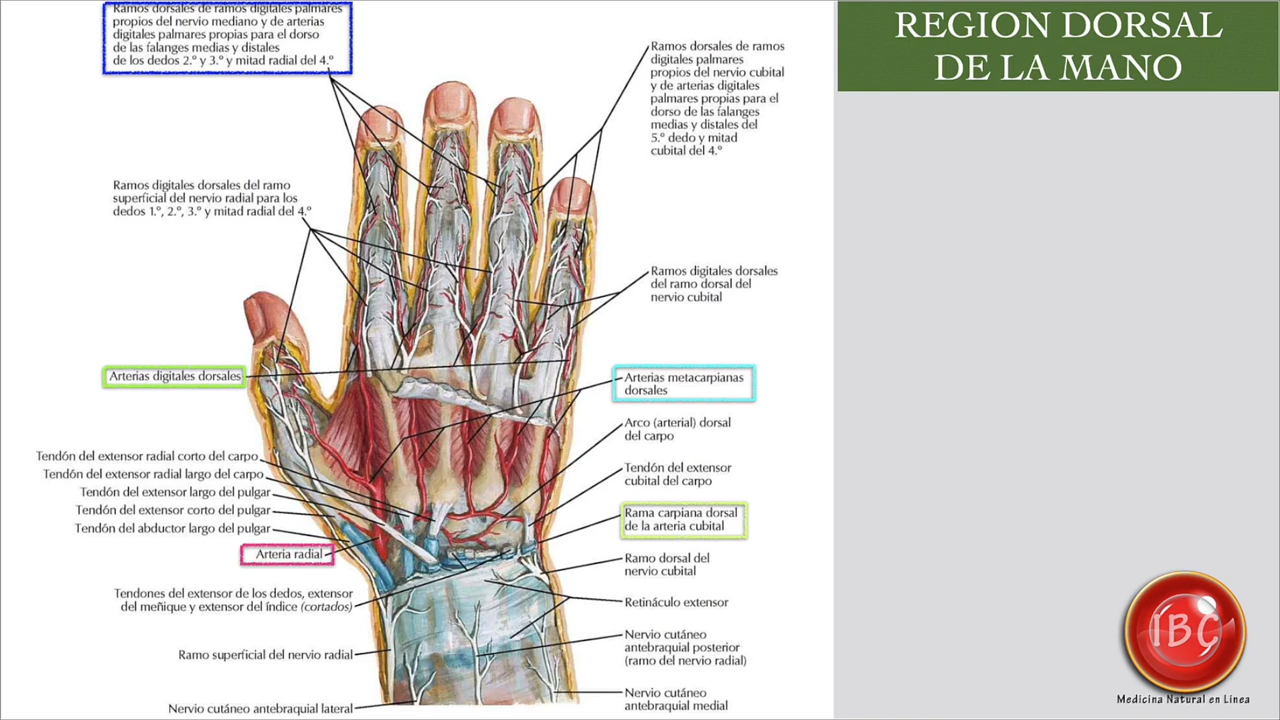 Ramos dorsales de ramos digitales palmares
propios del nervio mediano y de arterias
digitales palmares propias para el dorso
de las falanges medias y distales
de los dedos 2.º y 3.º y mitad radial del 4.º
Ramos digitales dorsales del ramo
superficial del nervio radial para los
dedos 1.º, 2.º, 3.º y mitad radial del 4.º
Arterias digitales dorsales
Tendón del extensor radial corto del carpo
Tendón del extensor radial largo del carpo
Tendón del extensor largo del pulgar
Tendón del extensor corto del pulgar
Tendón del abductor largo del pulgar
Arteria radial
Tendones del extensor de los dedos, extensor
del meñique y extensor del índice (cortados)
Ramo superficial del nervio radial
Nervio cutáneo antebraquial lateral
Ramos dorsales de ramos
digitales palmares
propios del nervio cubital
y de arterias digitales
palmares propias para el
dorso de las falanges
medias y distales del
5.º dedo y mitad
cubital del 4.º
Ramos digitales dorsales
del ramo dorsal del
nervio cubital
Arterias metacarpianas
dorsales
Arco (arterial) dorsal
del carpo
Tendón del extensor
cubital del carpo
Rama carpiana dorsal
de la arteria cubital
Ramo dorsal del
nervio cubital
Retináculo extensor
Nervio cutáneo
antebraquial posterior
(ramo del nervio radial)
Nervio cutáneo
antebraquial medial
REGION DORSAL
DE LA MANO
IBC
Medicina Natural en Linea